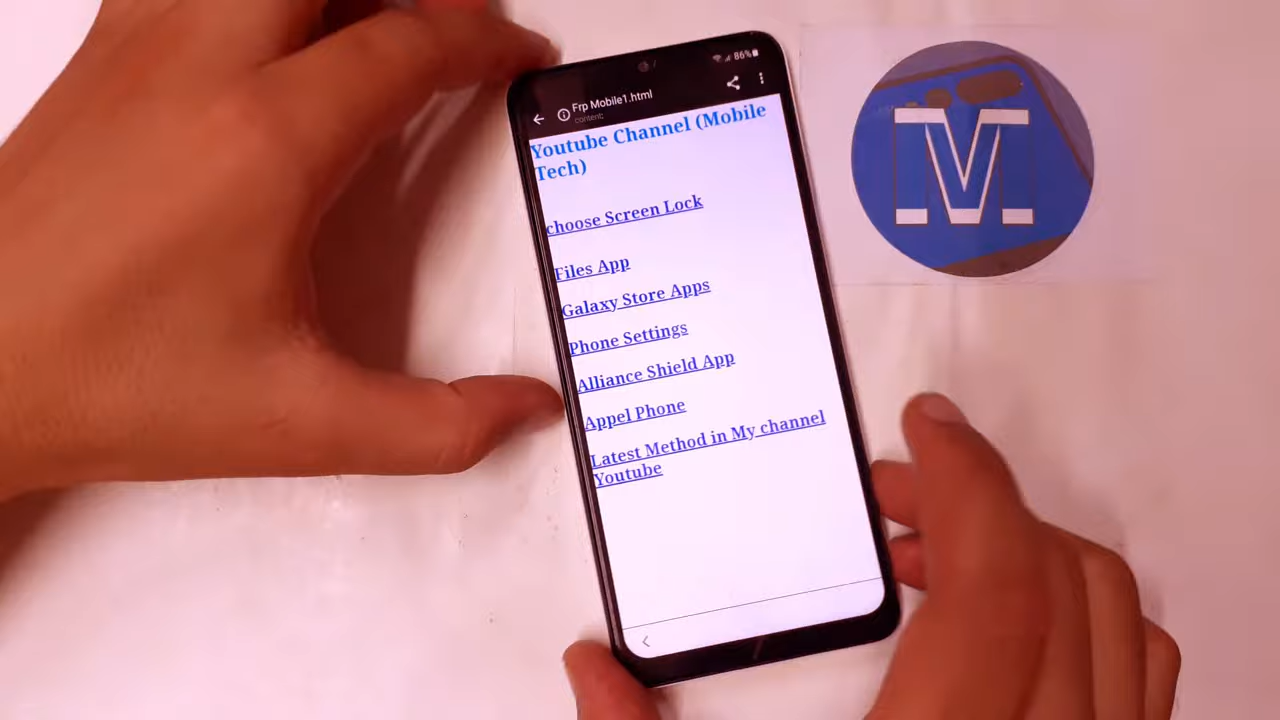 86%
Frp Mobile1.html
content:
Youtube Channel (Mobile
Tech)
choose Screen Lock
Files App
Galaxy Store Apps
Phone Settings
Alliance Shield App
Appel Phone
Latest Method in My channel
Youtube
M